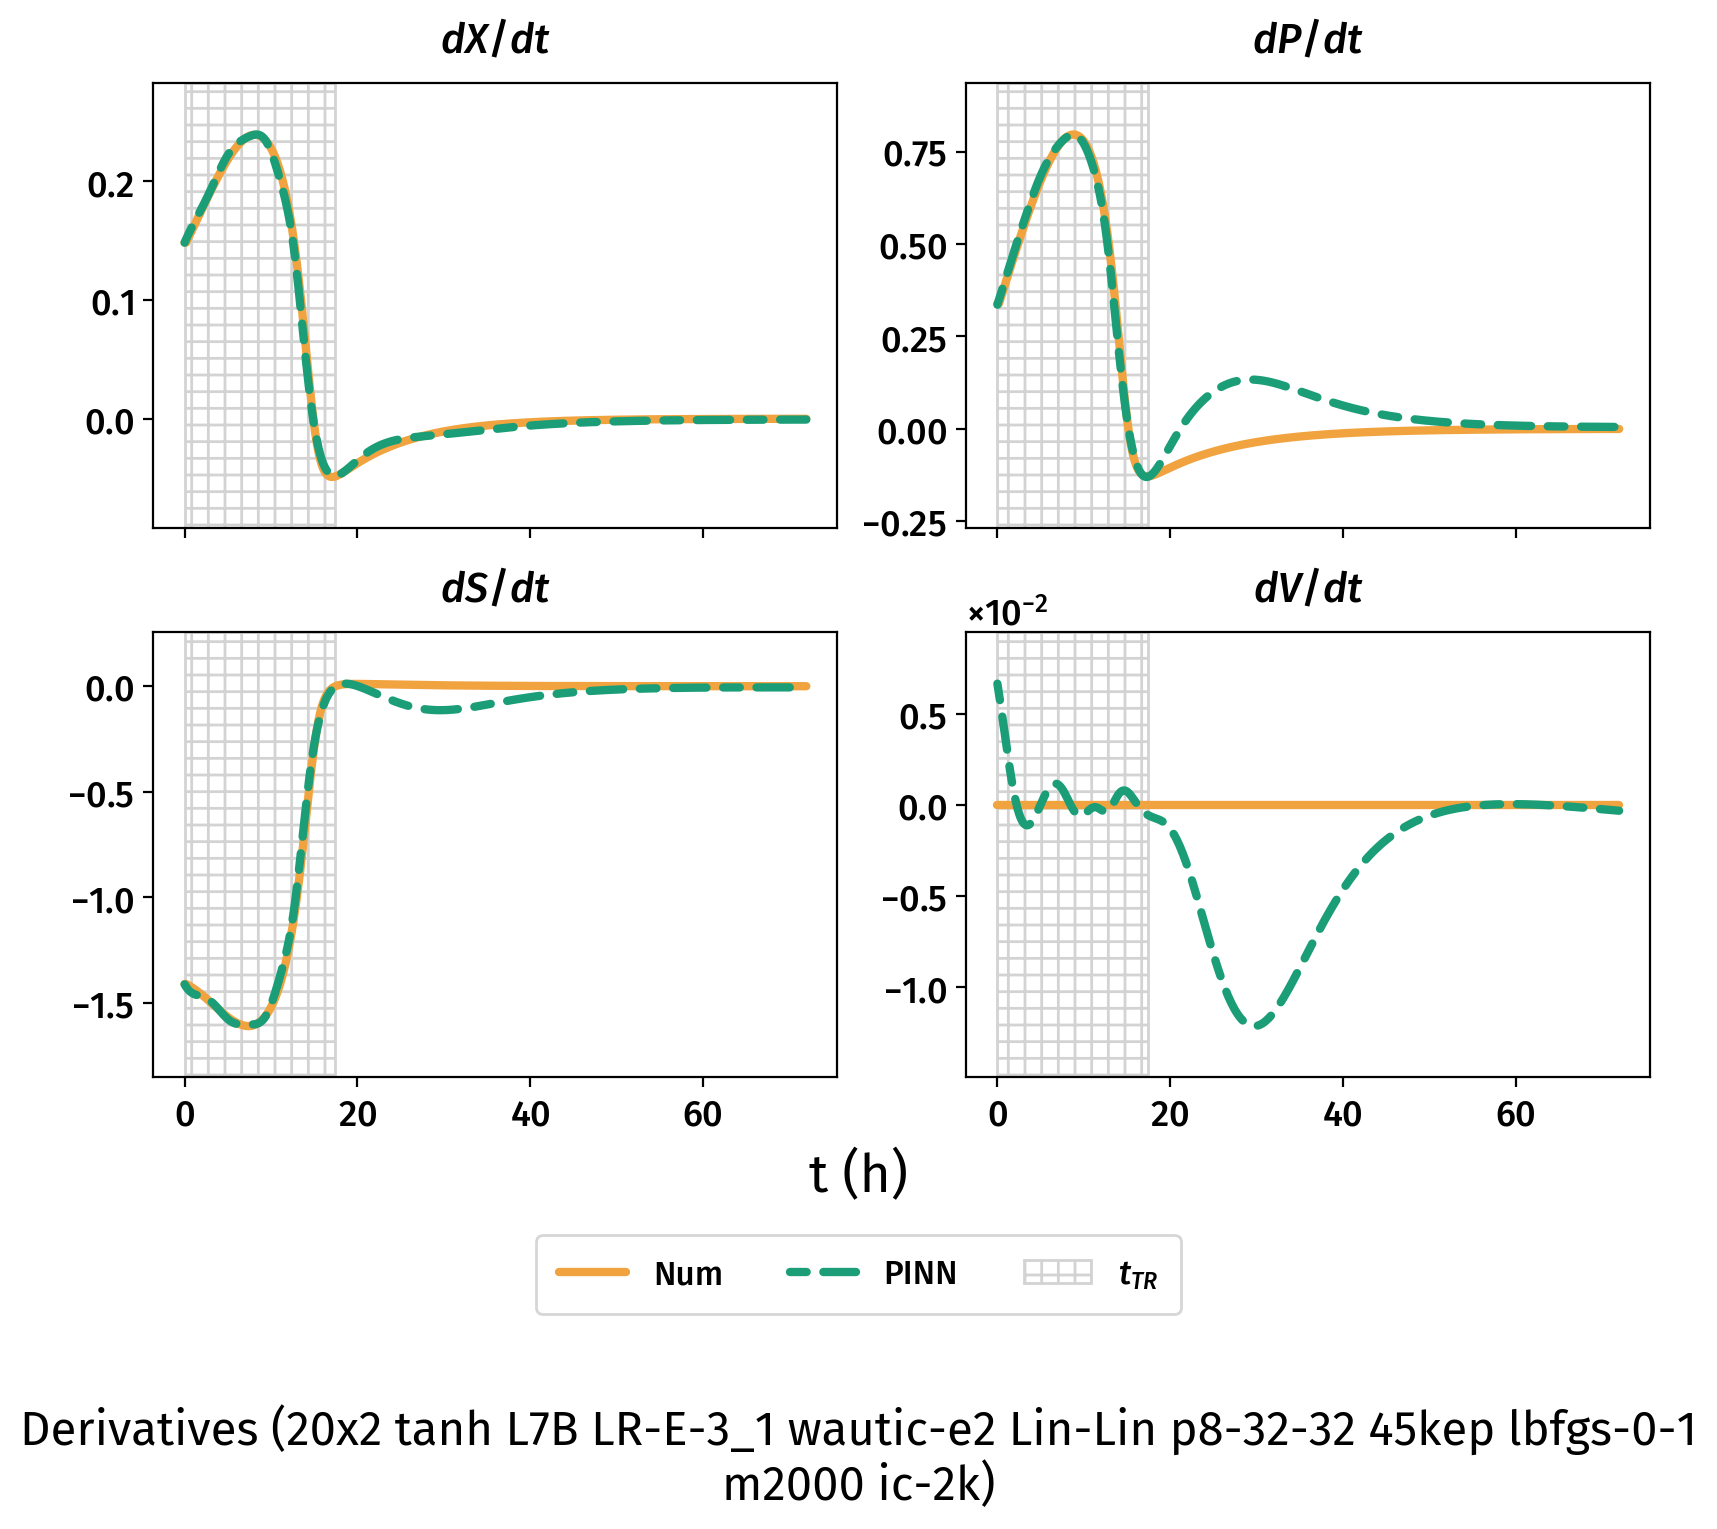 dX/dt
dP/dt
0.2
0.1
0.0
0.75
0.50
0.25
0.00
−0.25
dS/dt
dV/dt
×10⁻²
0.0
−0.5
−1.0
−1.5
0.5
0.0
−0.5
−1.0
0 20 40 60
0 20 40 60
t (h)
Num PINN t_TR
Derivatives (20x2 tanh L7B LR-E-3_1 wautic-e2 Lin-Lin p8-32-32 45kep lbfgs-0-1
m2000 ic-2k)